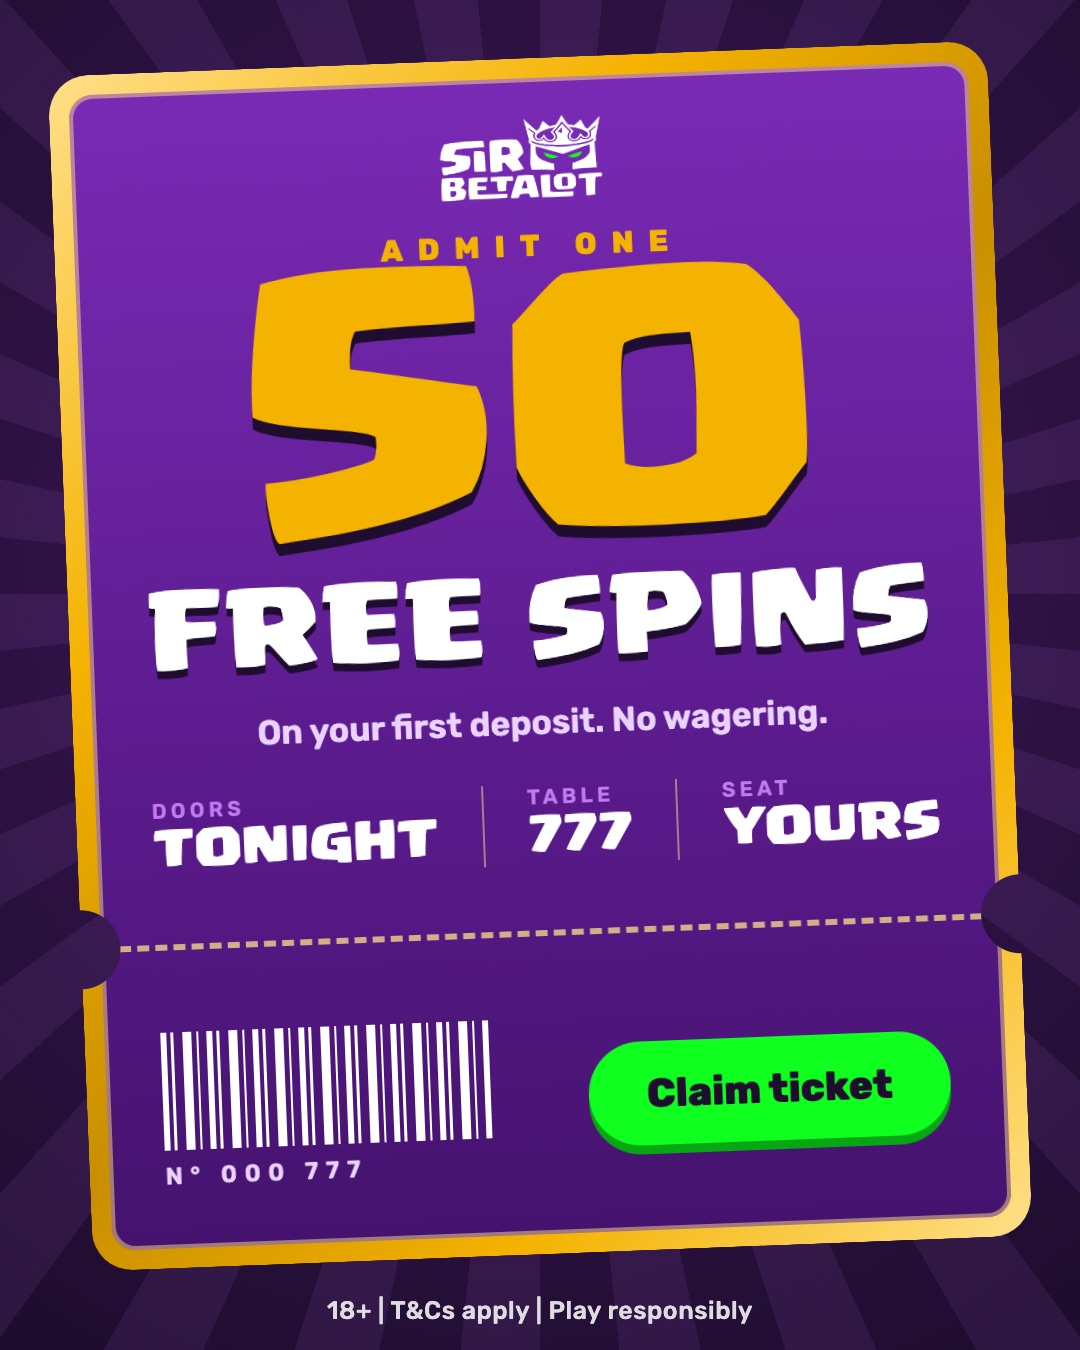 SIR
BETALOT
ADMIT ONE
50
FREE SPINS
On your first deposit. No wagering.
DOORS
TONIGHT
TABLE
777
SEAT
YOURS
Claim ticket
N° 000 777
18+ | T&Cs apply | Play responsibly